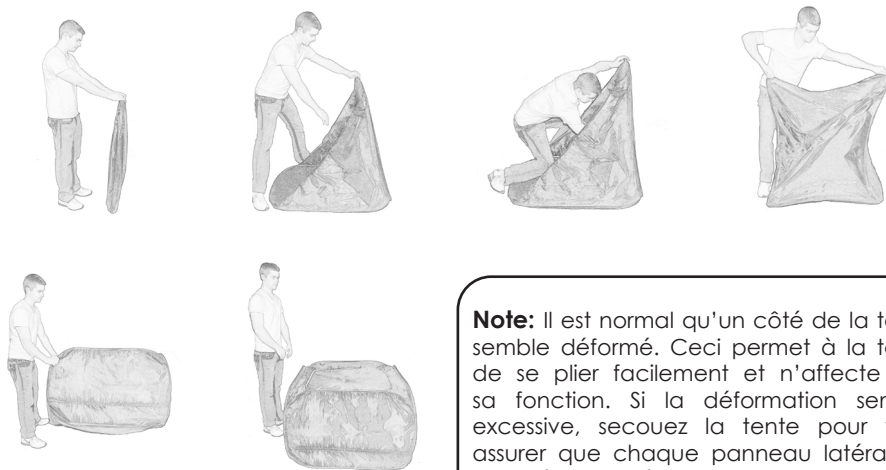 Note: Il est normal qu'un côté de la
semble déformé. Ceci permet à la
de se plier facilement et n'affecte
sa fonction. Si la déformation
excessive, secouez la tente pour
assurer que chaque panneau